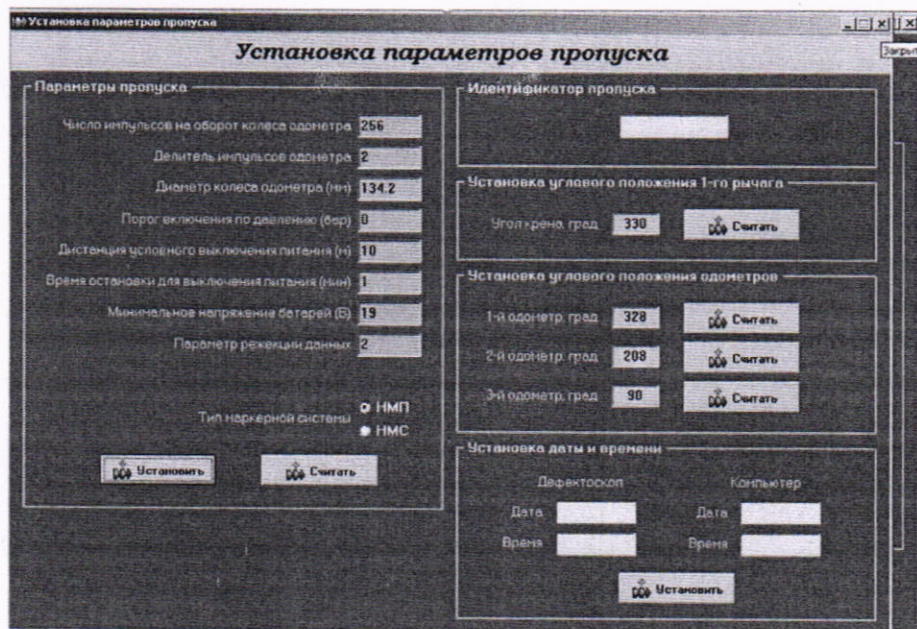 Установка параметров пропуска
Установка параметров пропуска
Закрыт
Параметры пропуска
Число импульсов на оборот колеса одометра 256
Делитель импульсов одометра 2
Диаметр колеса одометра (мм) 134.2
Порог включения по давлению (бар) 0
Дистанция условного выключения питания (м) 10
Время остановки для выключения питания (мин) 1
Минимальное напряжение батарей (В) 19
Параметр режекции данных 2
Тип маркерной системы
НМП
НМС
Установить
Считать
Идентификатор пропуска
Установка углового положения 1-го рычага
Угол крена, град 330 Считать
Установка углового положения одометров
1-й одометр, град 328 Считать
2-й одометр, град 208 Считать
3-й одометр, град 90 Считать
Установка даты и времени
Дефектоскоп Компьютер
Дата Дата
Время Время
Установить